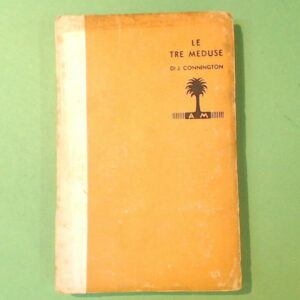 LE
TRE MEDUSE
DI J. CONNINGTON
A M